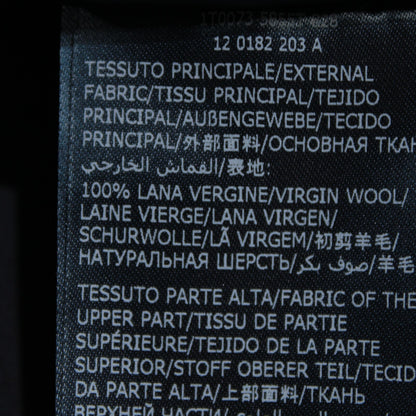 12 0182 203 A
TESSUTO PRINCIPALE/EXTERNAL
FABRIC/TISSU PRINCIPAL/TEJIDO
PRINCIPAL/AUßENGEWEBE/TECIDO
PRINCIPAL/外部面料/ОСНОВНАЯ ТКАН
القماش الخارجي/表地:
100% LANA VERGINE/VIRGIN WOOL/
LAINE VIERGE/LANA VIRGEN/
SCHURWOLLE/LÃ VIRGEM/初剪羊毛/
НАТУРАЛЬНАЯ ШЕРСТЬ/صوف بكر/羊毛
TESSUTO PARTE ALTA/FABRIC OF THE
UPPER PART/TISSU DE PARTIE
SUPÉRIEURE/TEJIDO DE LA PARTE
SUPERIOR/STOFF OBERER TEIL/TECID
DA PARTE ALTA/上部面料/ТКАНЬ
ВЕРХНЕЙ ЧАСТИ/